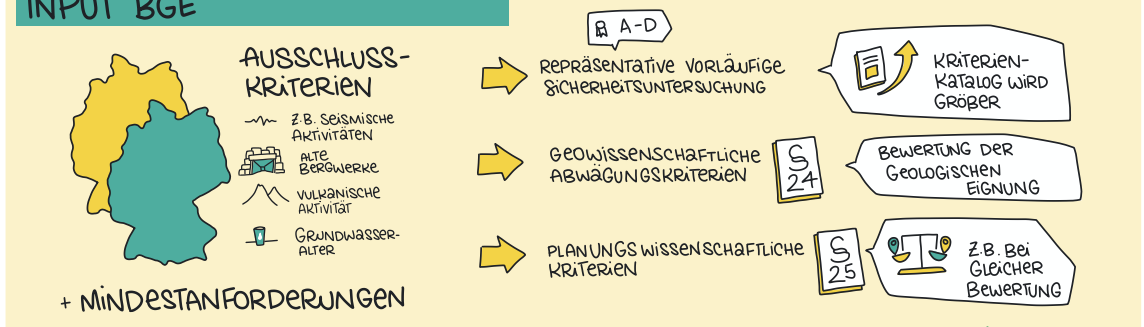 INPUT BGE
AUSSCHLUSS-
KRITERIEN
Z.B. SEISMISCHE
AKTIVITÄTEN
ALTE
BERGWERKE
VULKANISCHE
AKTIVITÄT
GRUNDWASSER-
ALTER
+ MINDESTANFORDERUNGEN
A-D
REPRÄSENTATIVE VORLÄUFIGE
SICHERHEITSUNTERSUCHUNG
KRITERIEN-
KATALOG WIRD
GRÖßER
GEOWISSENSCHAFTLICHE
ABWÄGUNGSKRITERIEN
§
24
BEWERTUNG DER
GEOLOGISCHEN
EIGNUNG
PLANUNGSWISSENSCHAFTLICHE
KRITERIEN
§
25
Z.B. BEI
GLEICHER
BEWERTUNG